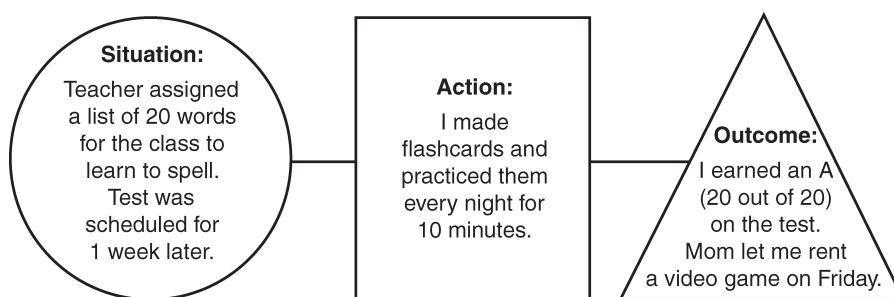 Situation:
Teacher assigned
a list of 20 words
for the class to
learn to spell.
Test was
scheduled for
1 week later.
Action:
I made
flashcards and
practiced them
every night for
10 minutes.
Outcome:
I earned an A
(20 out of 20)
on the test.
Mom let me rent
a video game on Friday.